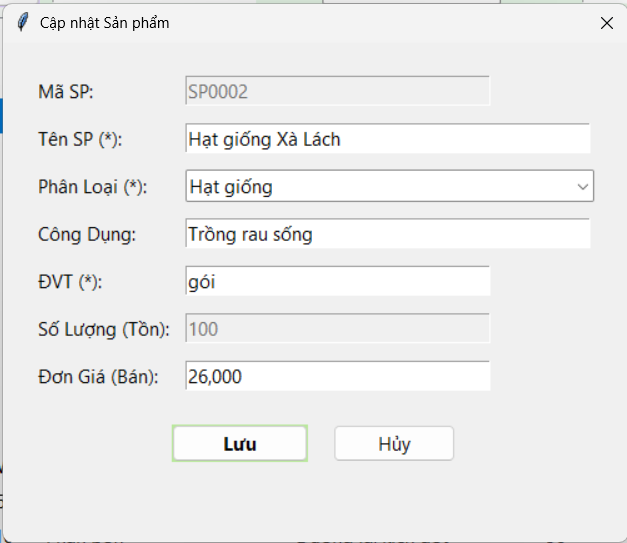 Cập nhật Sản phẩm
Mã SP: SP0002
Tên SP (*): Hạt giống Xà Lách
Phân Loại (*): Hạt giống
Công Dụng: Trồng rau sống
ĐVT (*): gói
Số Lượng (Tồn): 100
Đơn Giá (Bán): 26,000
Lưu Hủy